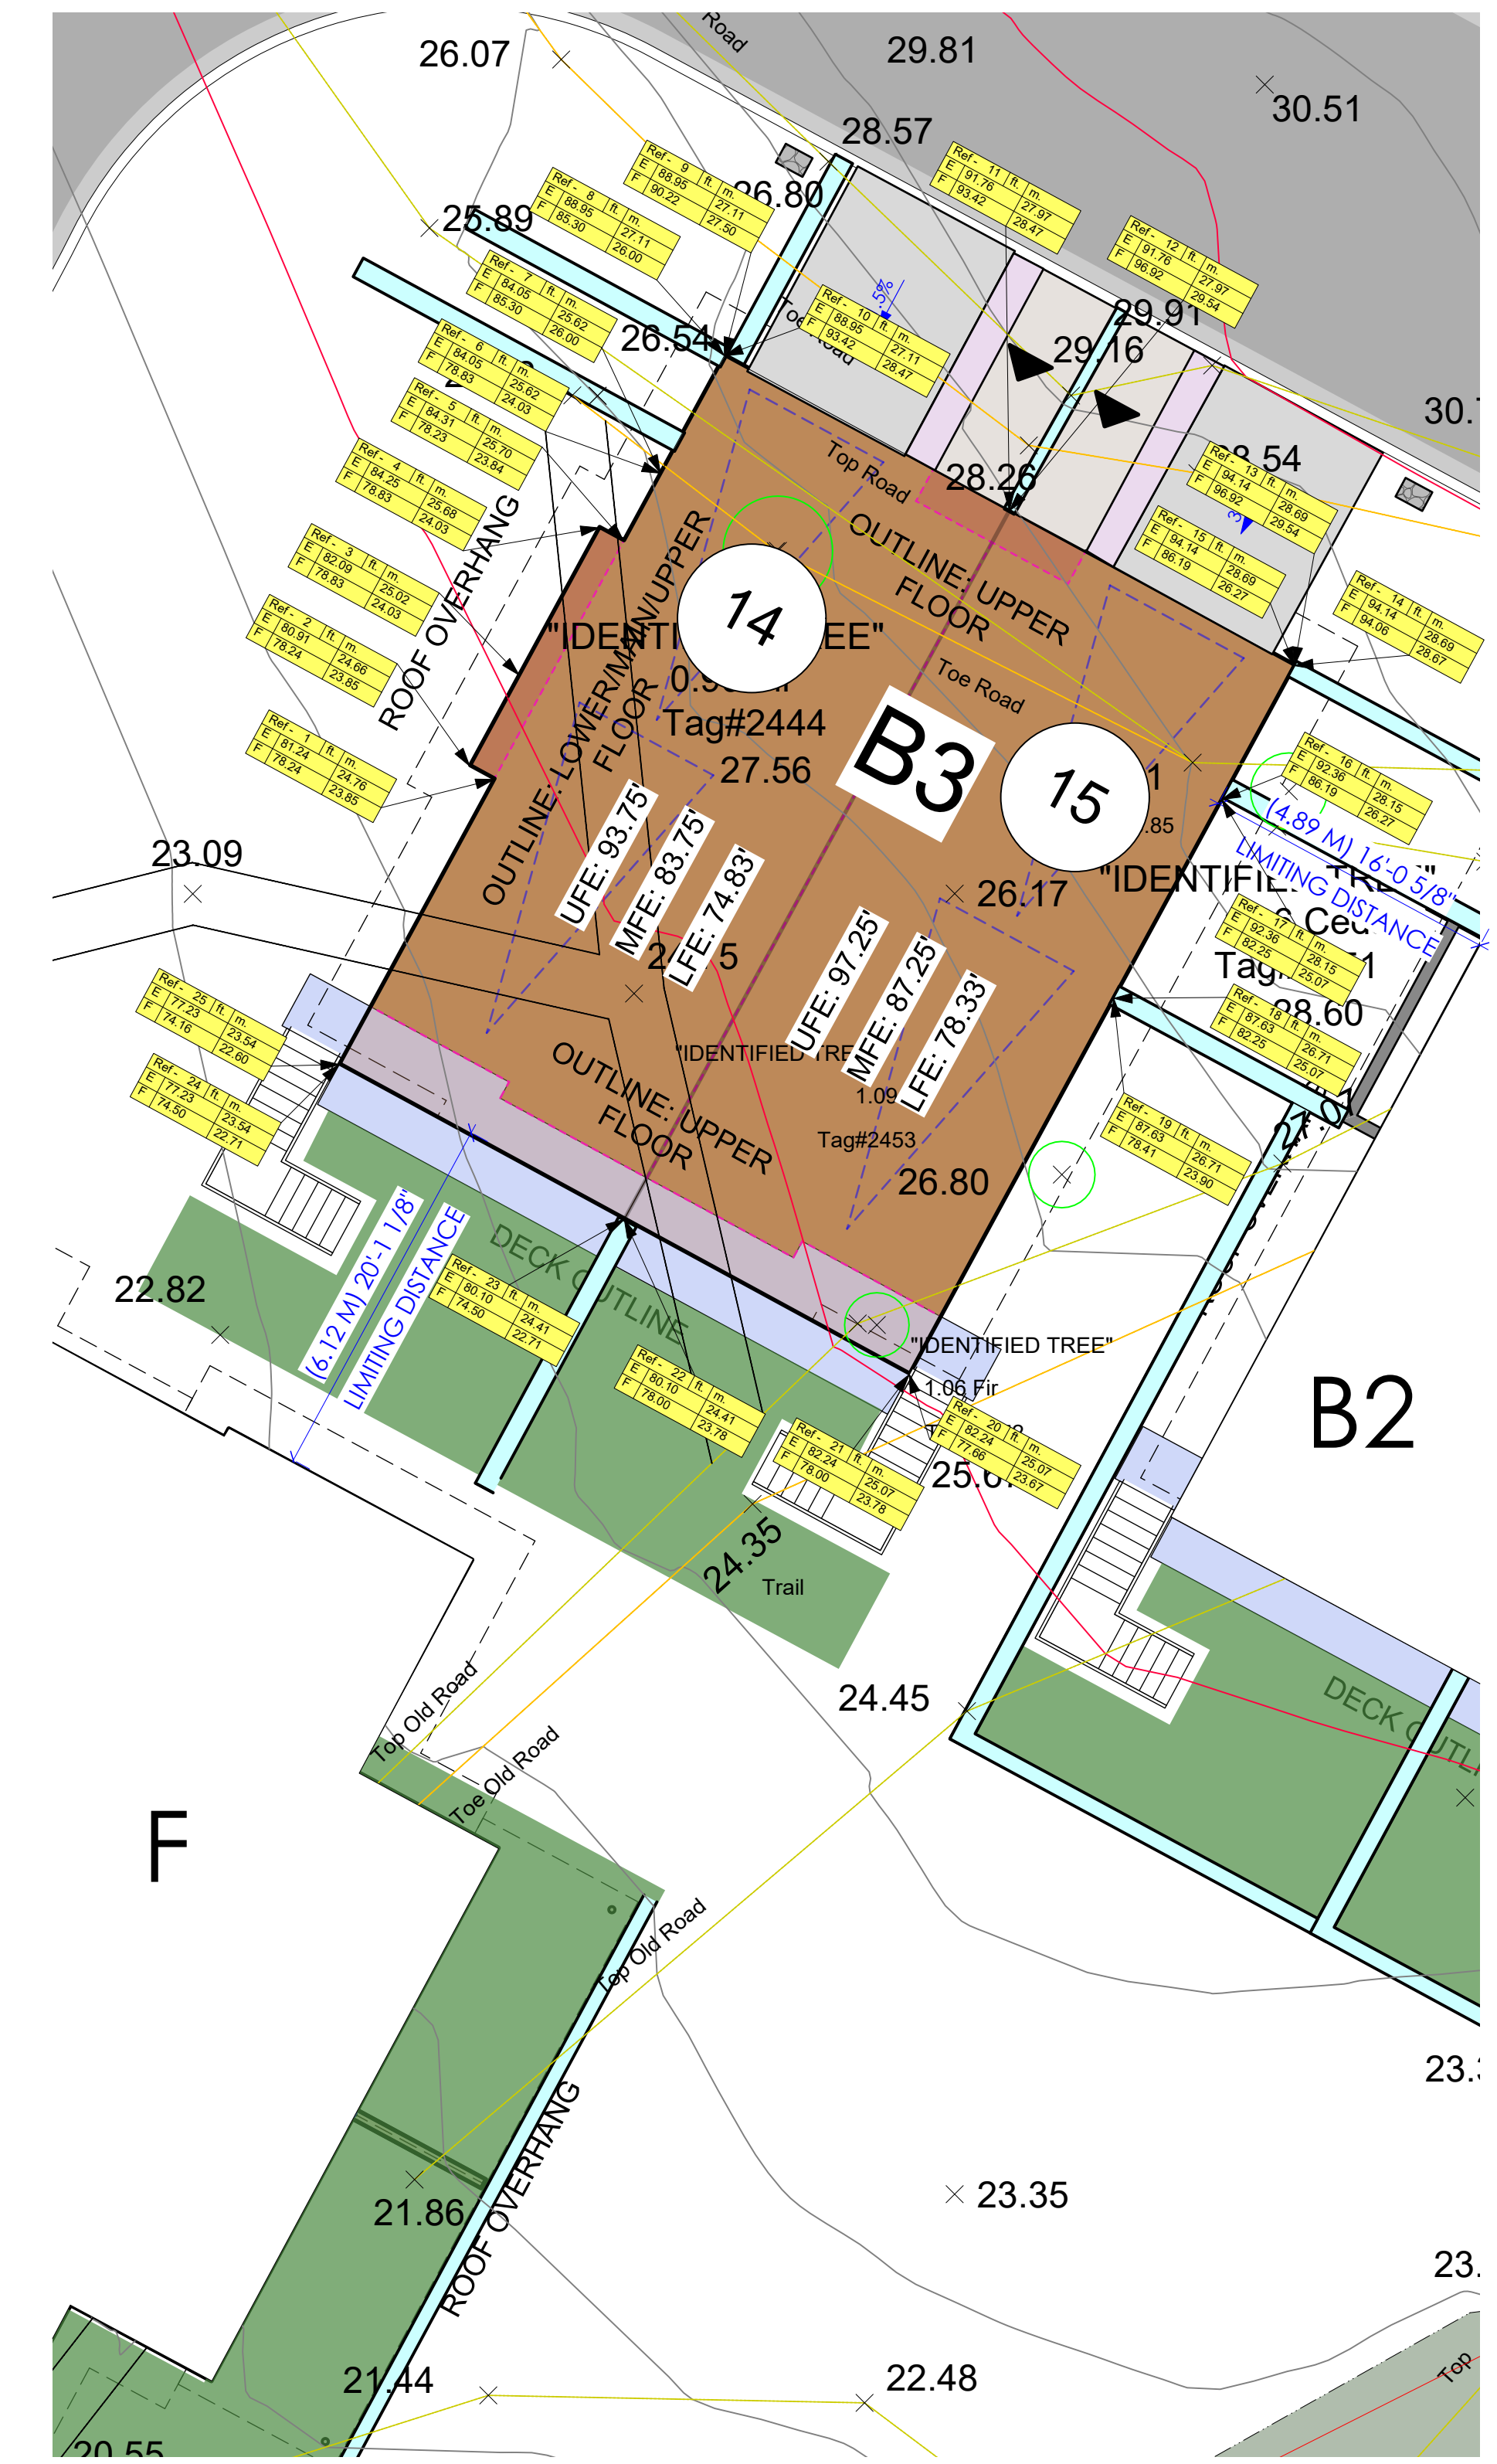 Road
26.07
29.81
30.51
28.57
26.80
25.89
Ref - 9 ft. m.
E 88.95 27.11
F 90.22 27.50
Ref - 8 ft. m.
E 88.95 27.11
F 85.30 26.00
Ref - 11 ft. m.
E 91.76 27.97
F 93.42 28.47
Ref - 12 ft. m.
E 91.76 27.97
F 96.92 29.54
Ref - 7 ft. m.
E 84.05 25.62
F 85.30 26.00
Ref - 10 ft. m.
E 88.95 27.11
F 93.42 28.47
.5%
29.91
29.16
26.54
Ref - 6 ft. m.
E 84.05 25.62
F 78.83 24.03
Ref - 5 ft. m.
E 84.31 25.70
F 78.23 23.84
Ref - 4 ft. m.
E 84.25 25.68
F 78.83 24.03
Ref - 3 ft. m.
E 82.09 25.02
F 78.83 24.03
Ref - 2 ft. m.
E 80.91 24.66
F 78.24 23.85
Ref - 1 ft. m.
E 81.24 24.76
F 78.24 23.85
Top Road
28.26
Ref - 13 ft. m.
E 94.14 28.69
F 96.92 29.54
Ref - 15 ft. m.
E 94.14 28.69
F 86.19 26.27
Ref - 14 ft. m.
E 94.14 28.69
F 94.06 28.67
Ref - 16 ft. m.
E 92.36 28.15
F 86.19 26.27
ROOF OVERHANG
OUTLINE: LOWER/MAIN/UPPER
FLOOR
OUTLINE: UPPER
FLOOR
14
Tag#2444
27.56
Toe Road
B3
15
UFE: 93.75'
MFE: 83.75'
LFE: 74.83'
26.17
UFE: 97.25'
MFE: 87.25'
LFE: 78.33'
(4.89 M) 16'-0 5/8"
LIMITING DISTANCE
Ref - 17 ft. m.
E 92.36 28.15
F 82.25 25.07
28.60
Ref - 18 ft. m.
E 87.63 26.71
F 82.25 25.07
27.07
Ref - 19 ft. m.
E 87.63 26.71
F 78.41 23.90
23.09
Ref - 25 ft. m.
E 77.23 23.54
F 74.16 22.60
Ref - 24 ft. m.
E 77.23 23.54
F 74.50 22.71
1.09
Tag#2453
26.80
OUTLINE: UPPER
FLOOR
DECK OUTLINE
22.82
(6.12 M) 20'-1 1/8"
LIMITING DISTANCE
Ref - 23 ft. m.
E 80.10 24.41
F 74.50 22.71
Ref - 22 ft. m.
E 80.10 24.41
F 78.00 23.78
Ref - 21 ft. m.
E 82.24 25.07
F 78.00 23.78
Ref - 20 ft. m.
E 82.24 25.07
F 77.66 23.67
"IDENTIFIED TREE"
1.06 Fir
B2
24.35
Trail
24.45
Top Old Road
Toe Old Road
DECK
F
Top Old Road
ROOF OVERHANG
21.86
23.35
21.44
22.48
Top
20.55